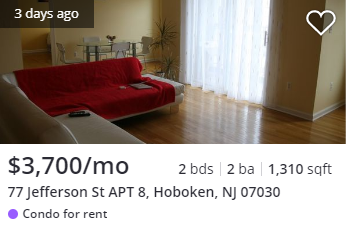 3 days ago
$3,700/mo 2 bds 2 ba 1,310 sqft
77 Jefferson St APT 8, Hoboken, NJ 07030
Condo for rent